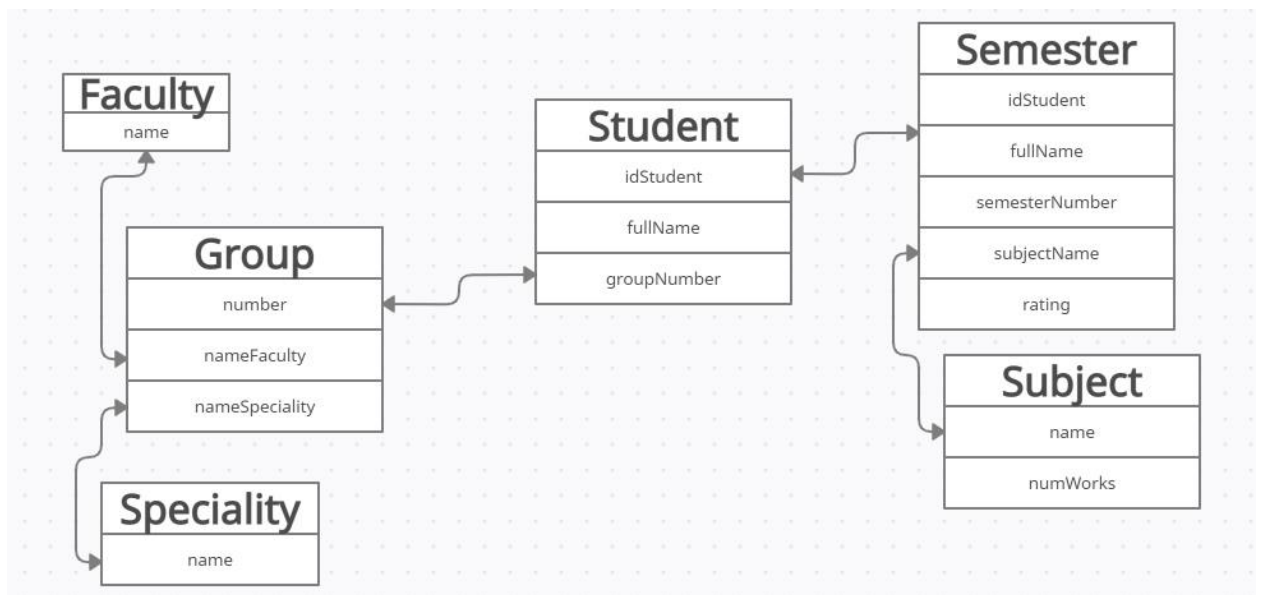 Faculty
name
Group
number
nameFaculty
nameSpeciality
Speciality
name
Student
idStudent
fullName
groupNumber
Semester
idStudent
fullName
semesterNumber
subjectName
rating
Subject
name
numWorks